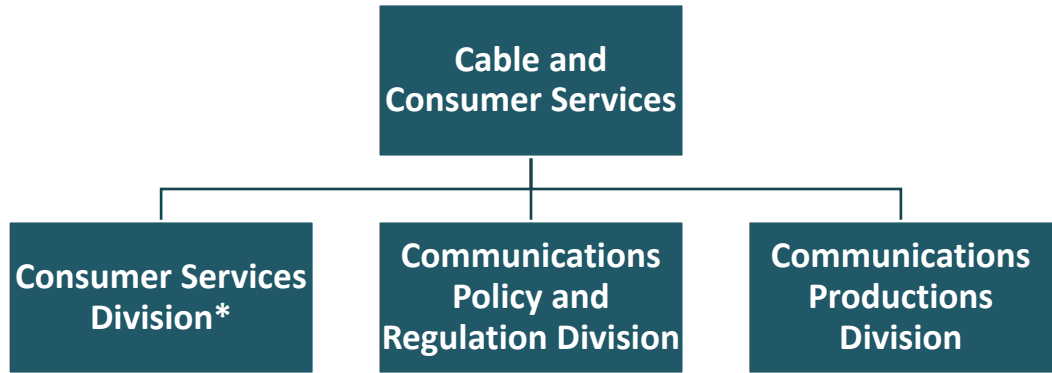 Cable and
Consumer Services
Consumer Services
Division*
Communications
Policy and
Regulation Division
Communications
Productions
Division